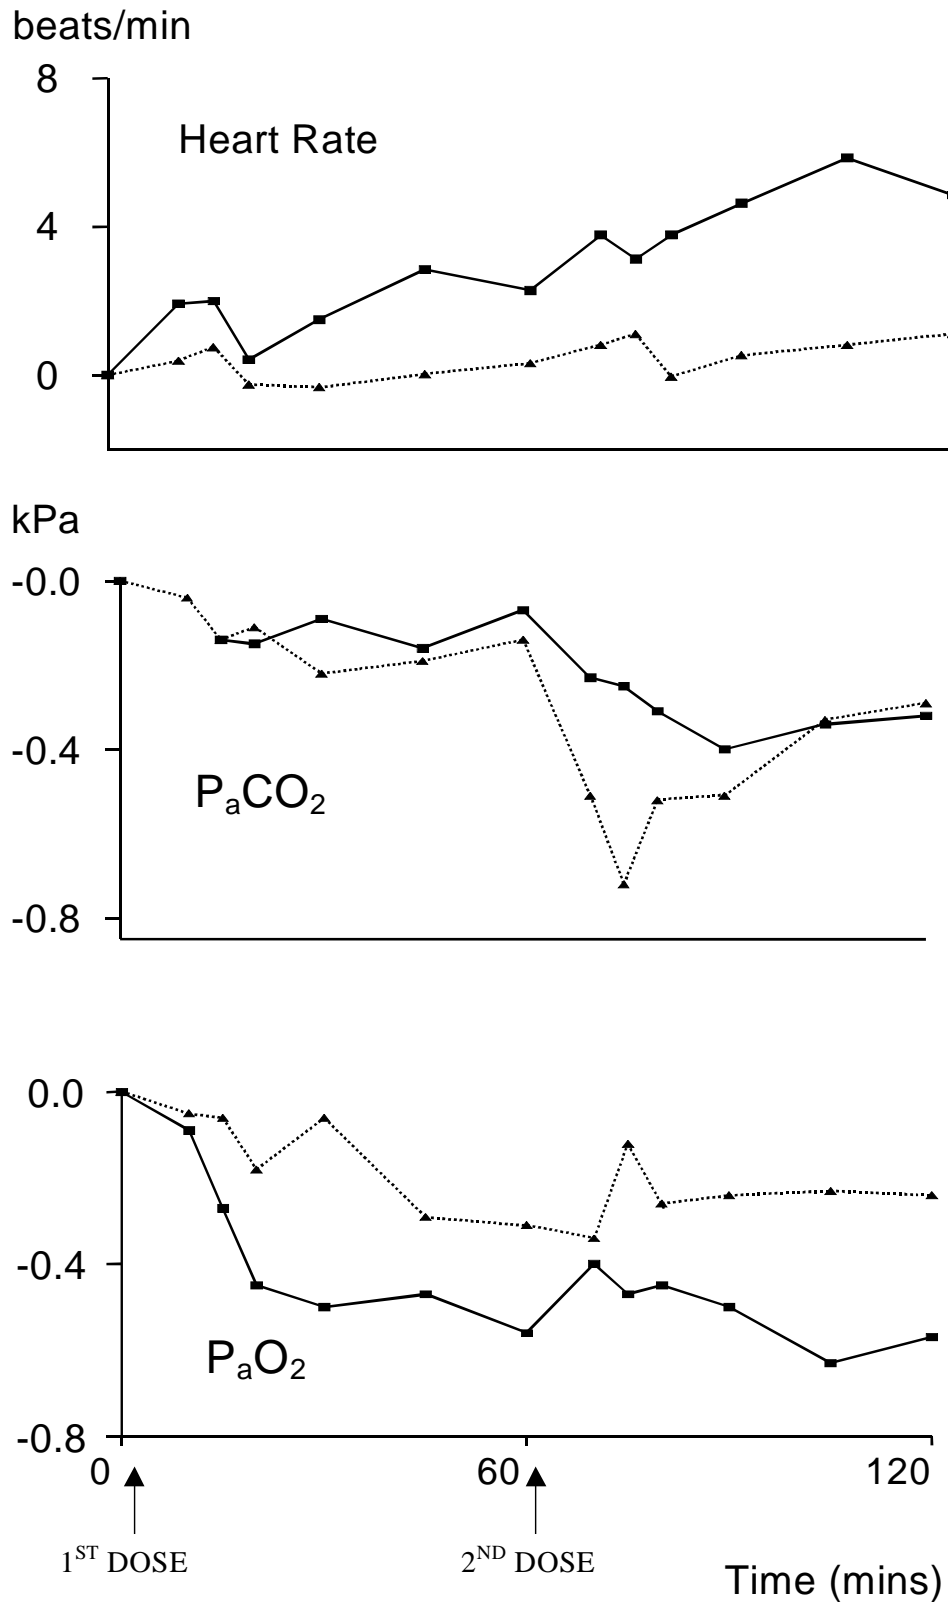 beats/min
8
Heart Rate
4
0
kPa
-0.0
-0.4
PaCO2
-0.8
0.0
-0.4
PaO2
-0.8
0 60 120
1ST DOSE 2ND DOSE
Time (mins)